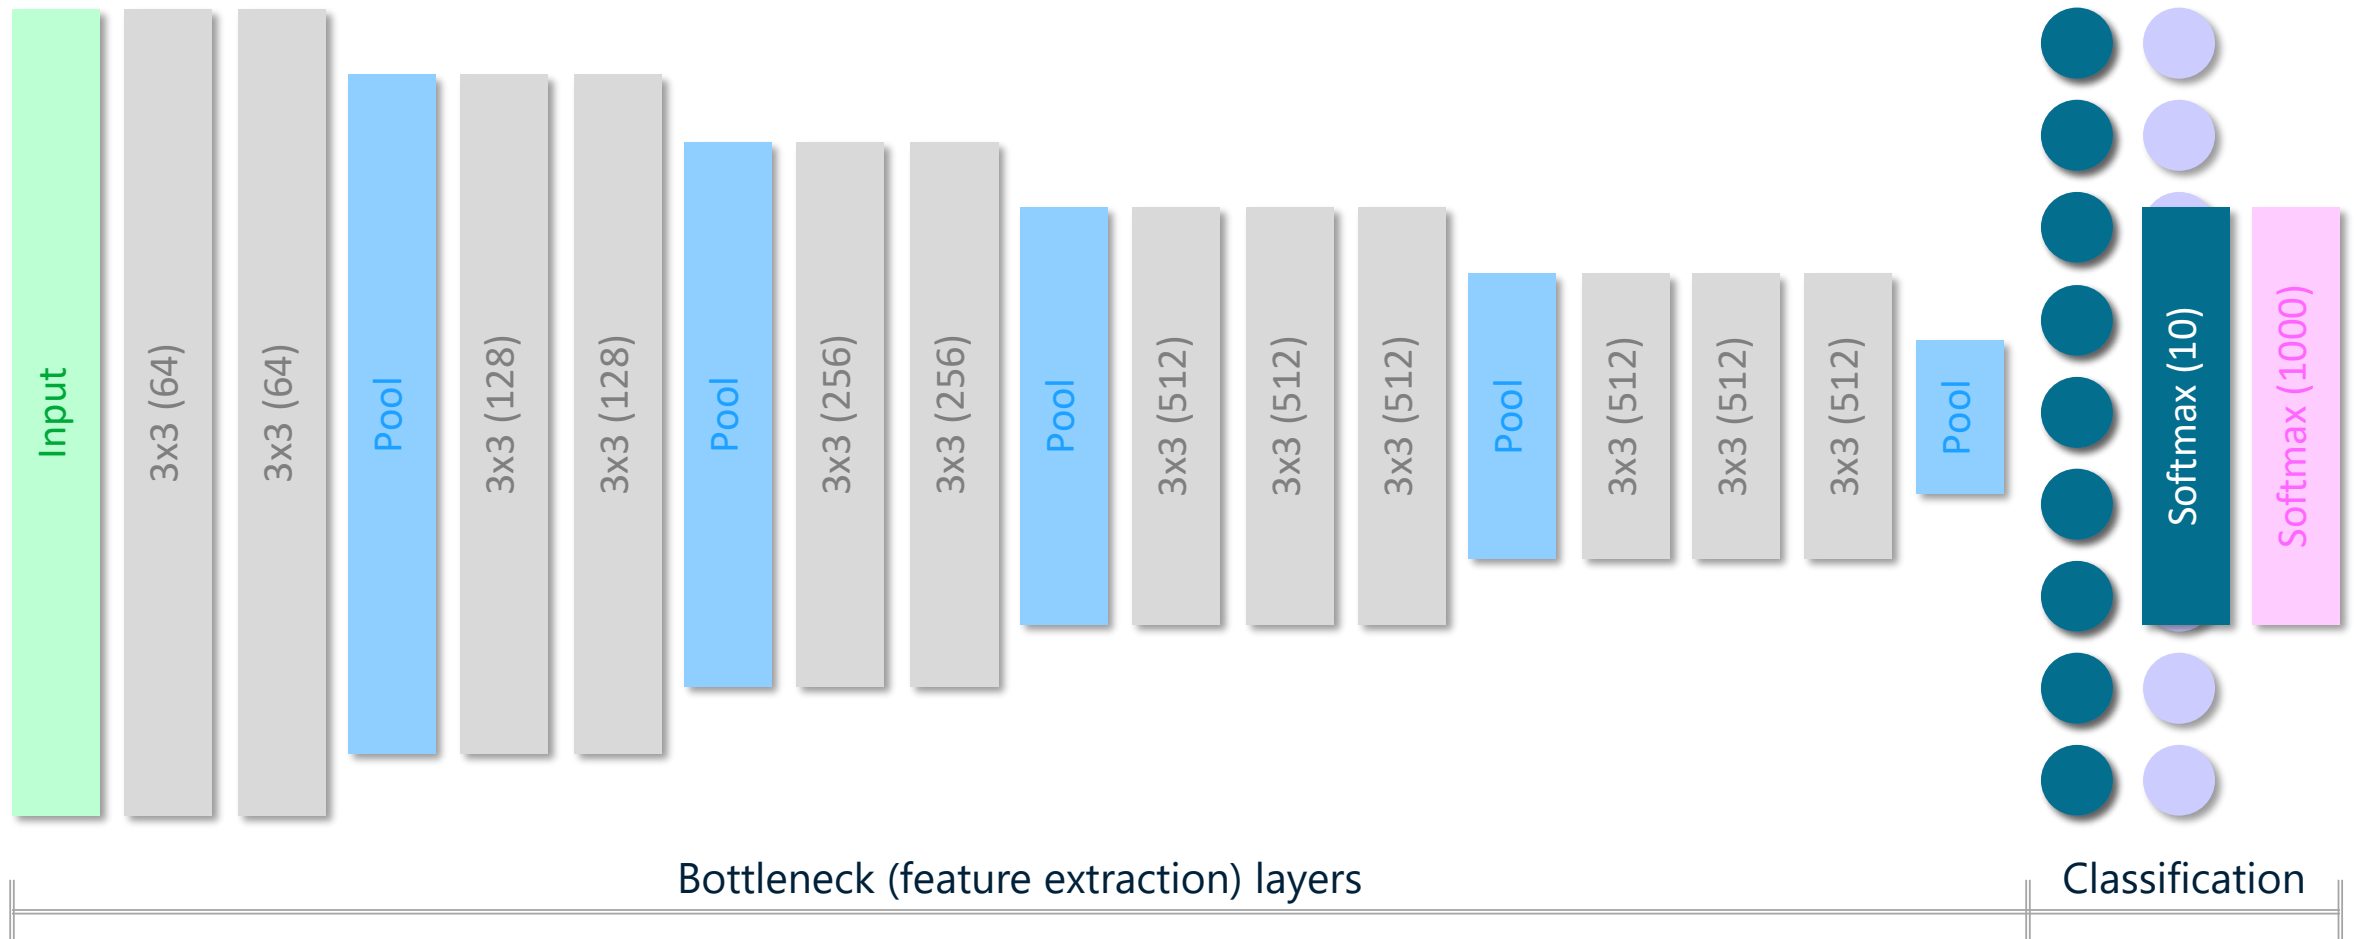 Input
3x3 (64)
3x3 (64)
Pool
3x3 (128)
3x3 (128)
Pool
3x3 (256)
3x3 (256)
Pool
3x3 (512)
3x3 (512)
3x3 (512)
Pool
3x3 (512)
3x3 (512)
3x3 (512)
Pool
Softmax (10)
Softmax (1000)
Bottleneck (feature extraction) layers
Classification